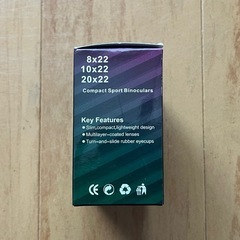 8x22
10x22
20x22
Compact Sport Binoculars
Key Features
Slim,compact,lightweight design
Multilayer-coated lenses
Turn-and-slide rubber eyecups
CE